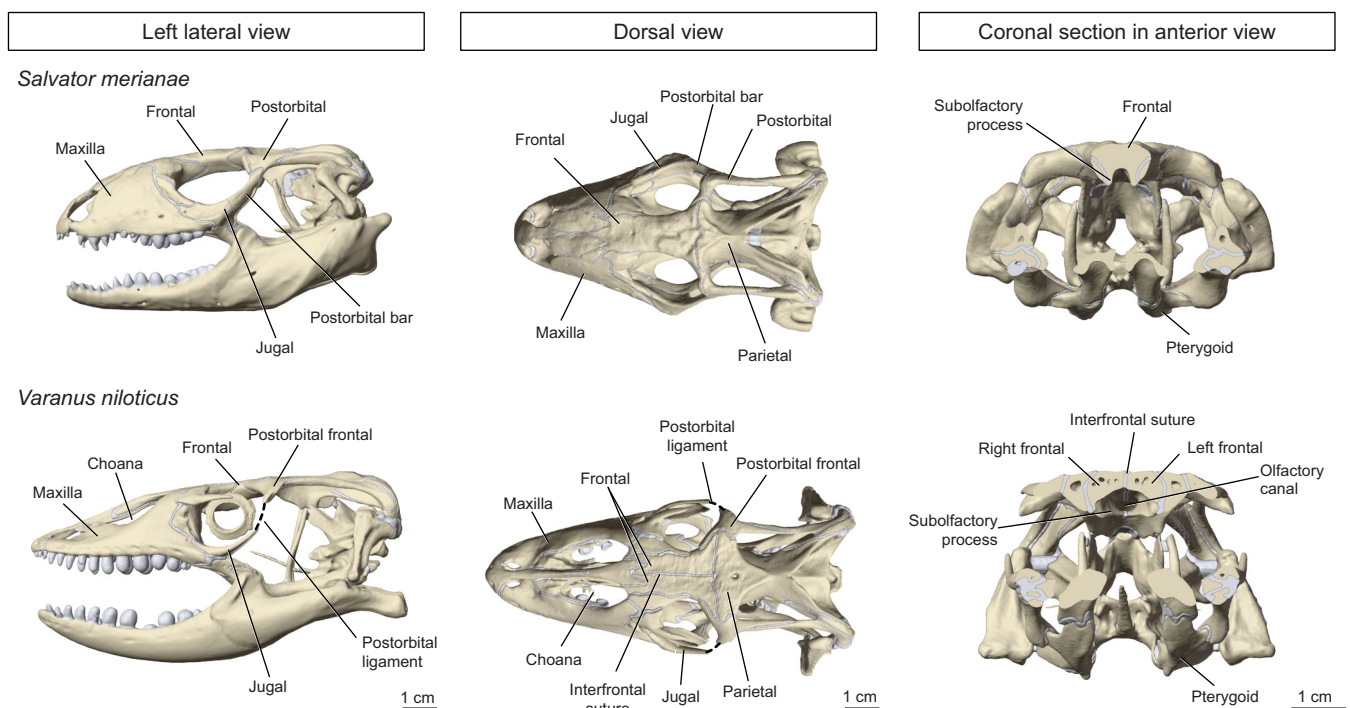 Left lateral view
Dorsal view
Coronal section in anterior view
Salvator merianae
Maxilla
Frontal
Postorbital
Postorbital bar
Jugal
Postorbital bar
Jugal
Postorbital
Frontal
Maxilla
Parietal
Subolfactory
process
Frontal
Pterygoid
Varanus niloticus
Maxilla
Choana
Frontal
Postorbital frontal
Postorbital
ligament
Jugal
1 cm
Postorbital
ligament
Postorbital frontal
Frontal
Maxilla
Choana
Interfrontal
suture
Jugal
Parietal
1 cm
Interfrontal suture
Right frontal
Left frontal
Olfactory
canal
Subolfactory
process
Pterygoid
1 cm